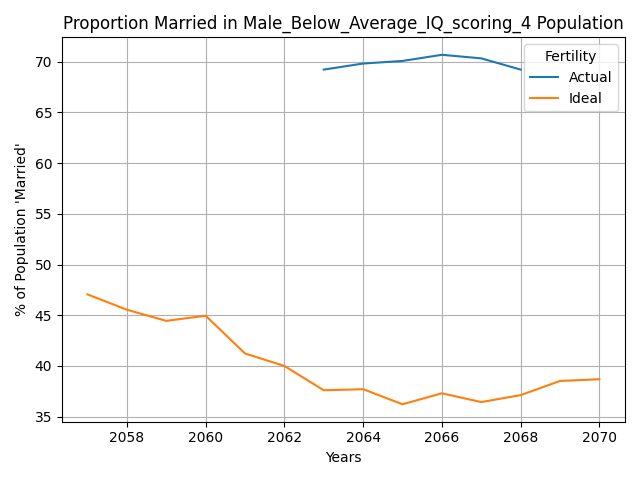 Proportion Married in Male_Below_Average_IQ_scoring_4 Population
Fertility
Actual
Ideal
% of Population 'Married'
70
65
60
55
50
45
40
35
2058 2060 2062 2064 2066 2068 2070
Years